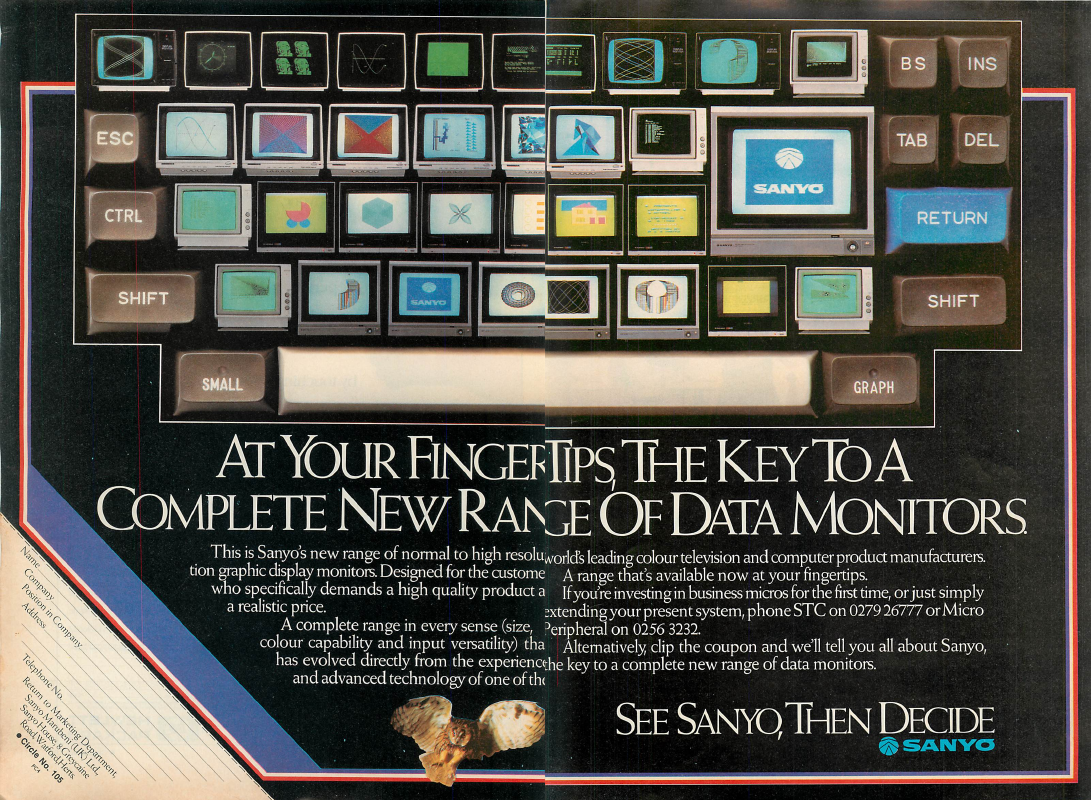 BS
INS
ESC
SANYO
TAB
DEL
CTRL
RETURN
SHIFT
SANYO
SHIFT
SMALL
GRAPH
AT YOUR FINGERTIPS, THE KEY TO A
COMPLETE NEW RANGE OF DATA MONITORS.
This is Sanyo's new range of normal to high resolu
tion graphic display monitors. Designed for the custome
who specifically demands a high quality product a
a realistic price.
A complete range in every sense (size,
colour capability and input versatility) tha
has evolved directly from the experience
and advanced technology of one of the
world's leading colour television and computer product manufacturers.
A range that's available now at your fingertips.
If you're investing in business micros for the first time, or just simply
extending your present system, phone STC on 0279 26777 or Micro
Peripheral on 0256 3232.
Alternatively, clip the coupon and we'll tell you all about Sanyo,
the key to a complete new range of data monitors.
SEE SANYO, THEN DECIDE
SANYO
Name
Company
Position in Company
Address
Telephone No.
Return to Marketing Department,
Sanyo Marubeni (UK) Ltd.,
Sanyo House, 8 Greycaine
Road, Watford, Herts.
• Circle No. 105
PCA